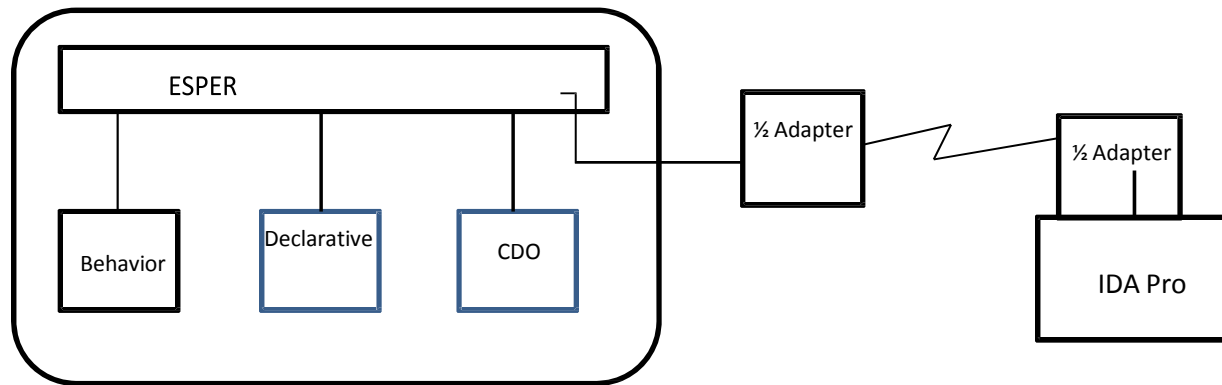 ESPER
½ Adapter
½ Adapter
Behavior
Declarative
CDO
IDA Pro